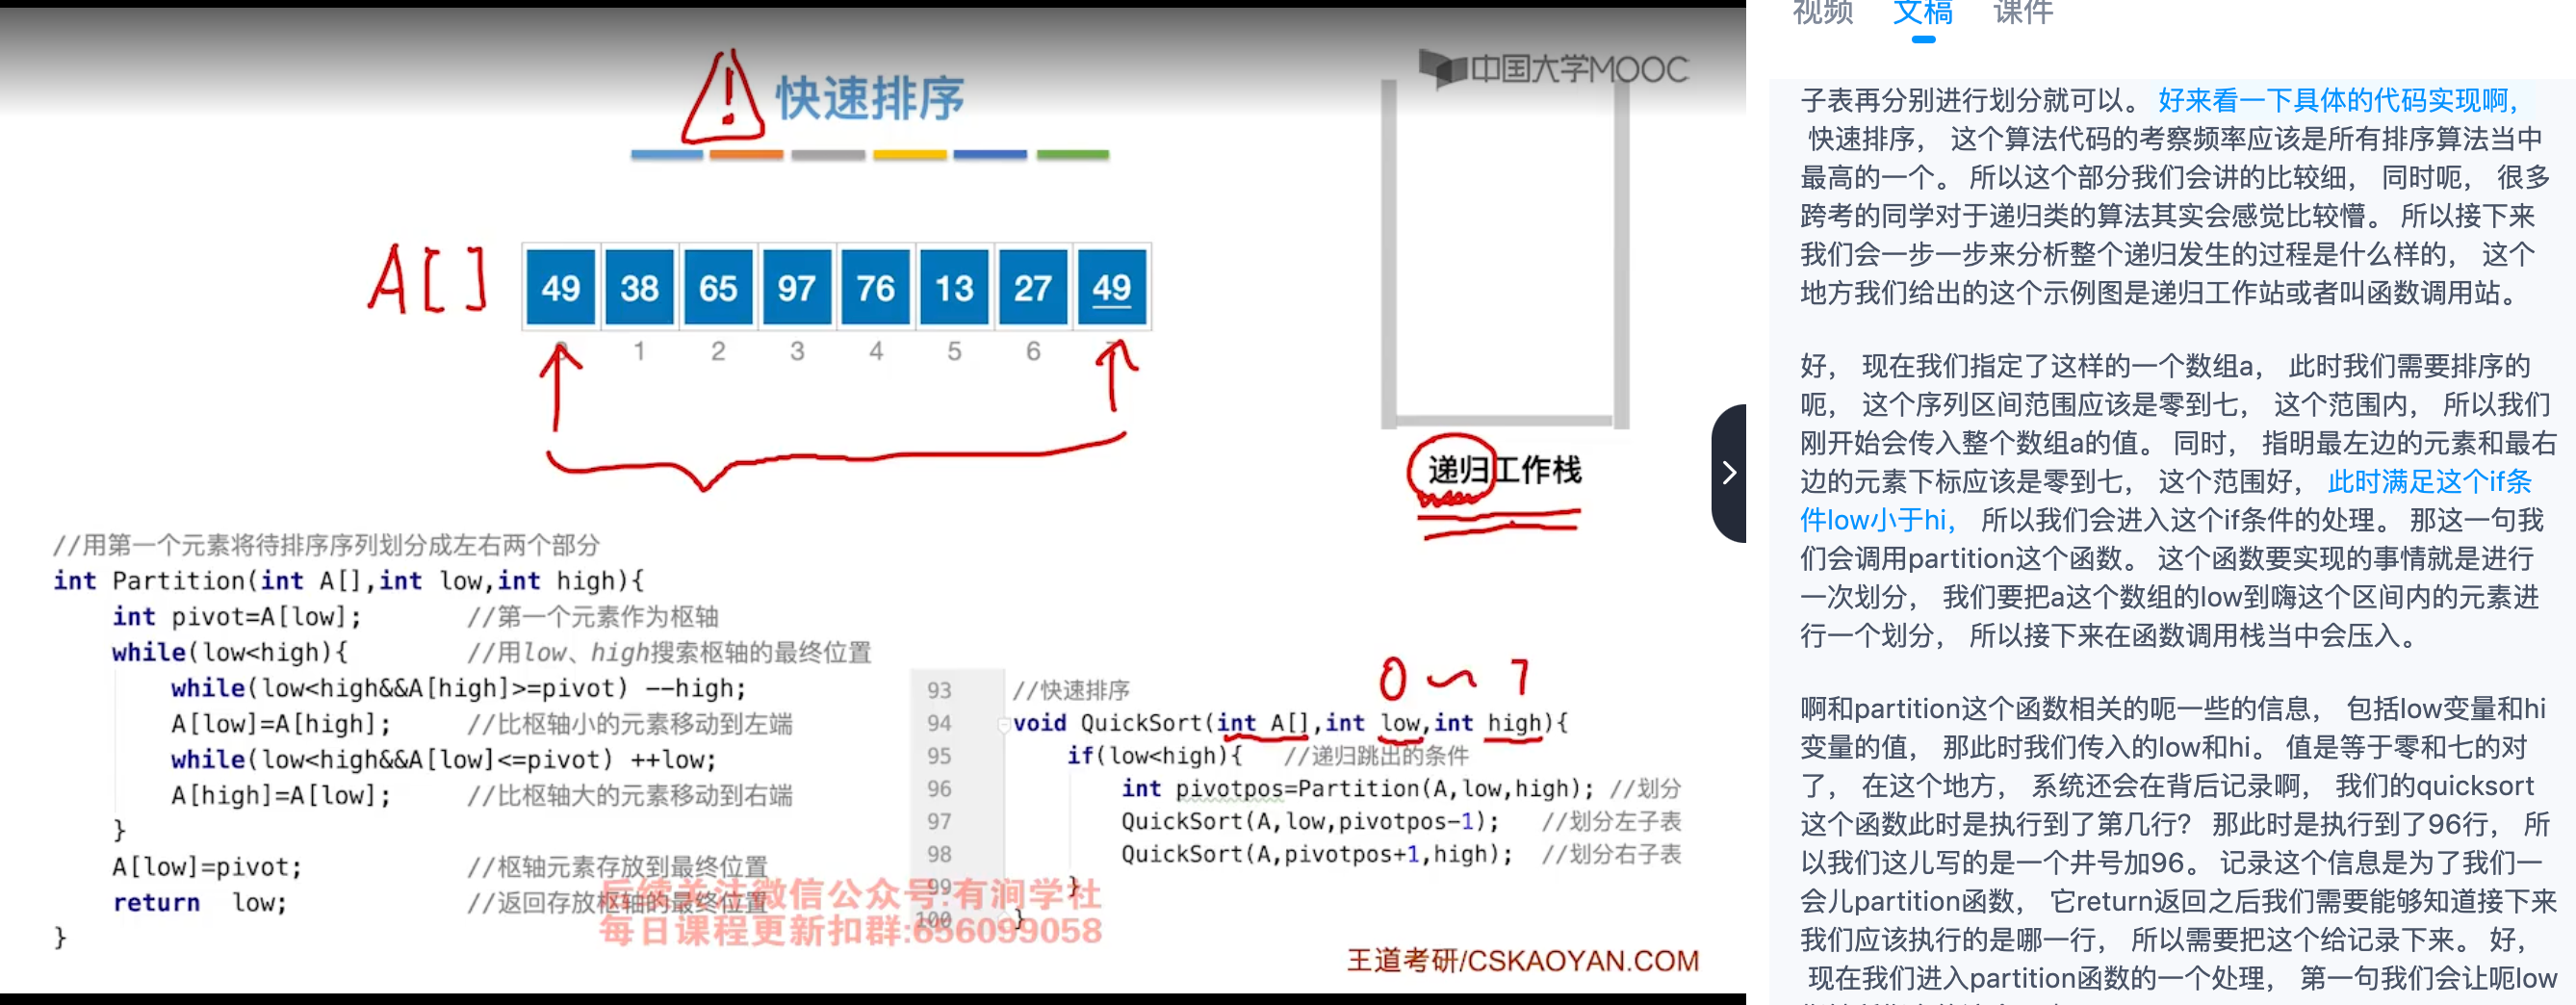 中国大学MOOC
快速排序
A[]
49 38 65 97 76 13 27 49
1 2 3 4 5 6
递归工作栈
//用第一个元素将待排序序列划分成左右两个部分
int Partition(int A[],int low,int high){
int pivot=A[low]; //第一个元素作为枢轴
while(low<high){ //用low、high搜索枢轴的最终位置
while(low<high&&A[high]>=pivot) --high;
A[low]=A[high]; //比枢轴小的元素移动到左端
while(low<high&&A[low]<=pivot) ++low;
A[high]=A[low]; //比枢轴大的元素移动到右端
}
A[low]=pivot; //枢轴元素存放到最终位置
return low; //返回存放枢轴的最终位置
}
0~7
93 //快速排序
94 void QuickSort(int A[],int low,int high){
95 if(low<high){ //递归跳出的条件
96 int pivotpos=Partition(A,low,high); //划分
97 QuickSort(A,low,pivotpos-1); //划分左子表
98 QuickSort(A,pivotpos+1,high); //划分右子表
99 }
100 }
后续关注微信公众号:有涧学社
每日课程更新扣群:656099058
王道考研/CSKAOYAN.COM
视频 文稿 课件
子表再分别进行划分就可以。 好来看一下具体的代码实现啊,
快速排序, 这个算法代码的考察频率应该是所有排序算法当中
最高的一个。 所以这个部分我们会讲的比较细, 同时呃, 很多
跨考的同学对于递归类的算法其实会感觉比较懵。 所以接下来
我们会一步一步来分析整个递归发生的过程是什么样的, 这个
地方我们给出的这个示例图是递归工作站或者叫函数调用站。
好, 现在我们指定了这样的一个数组a, 此时我们需要排序的
呃, 这个序列区间范围应该是零到七, 这个范围内, 所以我们
刚开始会传入整个数组a的值。 同时, 指明最左边的元素和最右
边的元素下标应该是零到七, 这个范围好, 此时满足这个if条
件low小于hi, 所以我们会进入这个if条件的处理。 那这一句我
们会调用partition这个函数。 这个函数要实现的事情就是进行
一次划分, 我们要把a这个数组的low到嗨这个区间内的元素进
行一个划分, 所以接下来在函数调用栈当中会压入。
啊和partition这个函数相关的呃一些的信息, 包括low变量和hi
变量的值, 那此时我们传入的low和hi。 值是等于零和七的对
了, 在这个地方, 系统还会在背后记录啊, 我们的quicksort
这个函数此时是执行到了第几行? 那此时是执行到了96行, 所
以我们这儿写的是一个井号加96。 记录这个信息是为了我们一
会儿partition函数, 它return返回之后我们需要能够知道接下来
我们应该执行的是哪一行, 所以需要把这个给记录下来。 好,
现在我们进入partition函数的一个处理, 第一句我们会让呃low